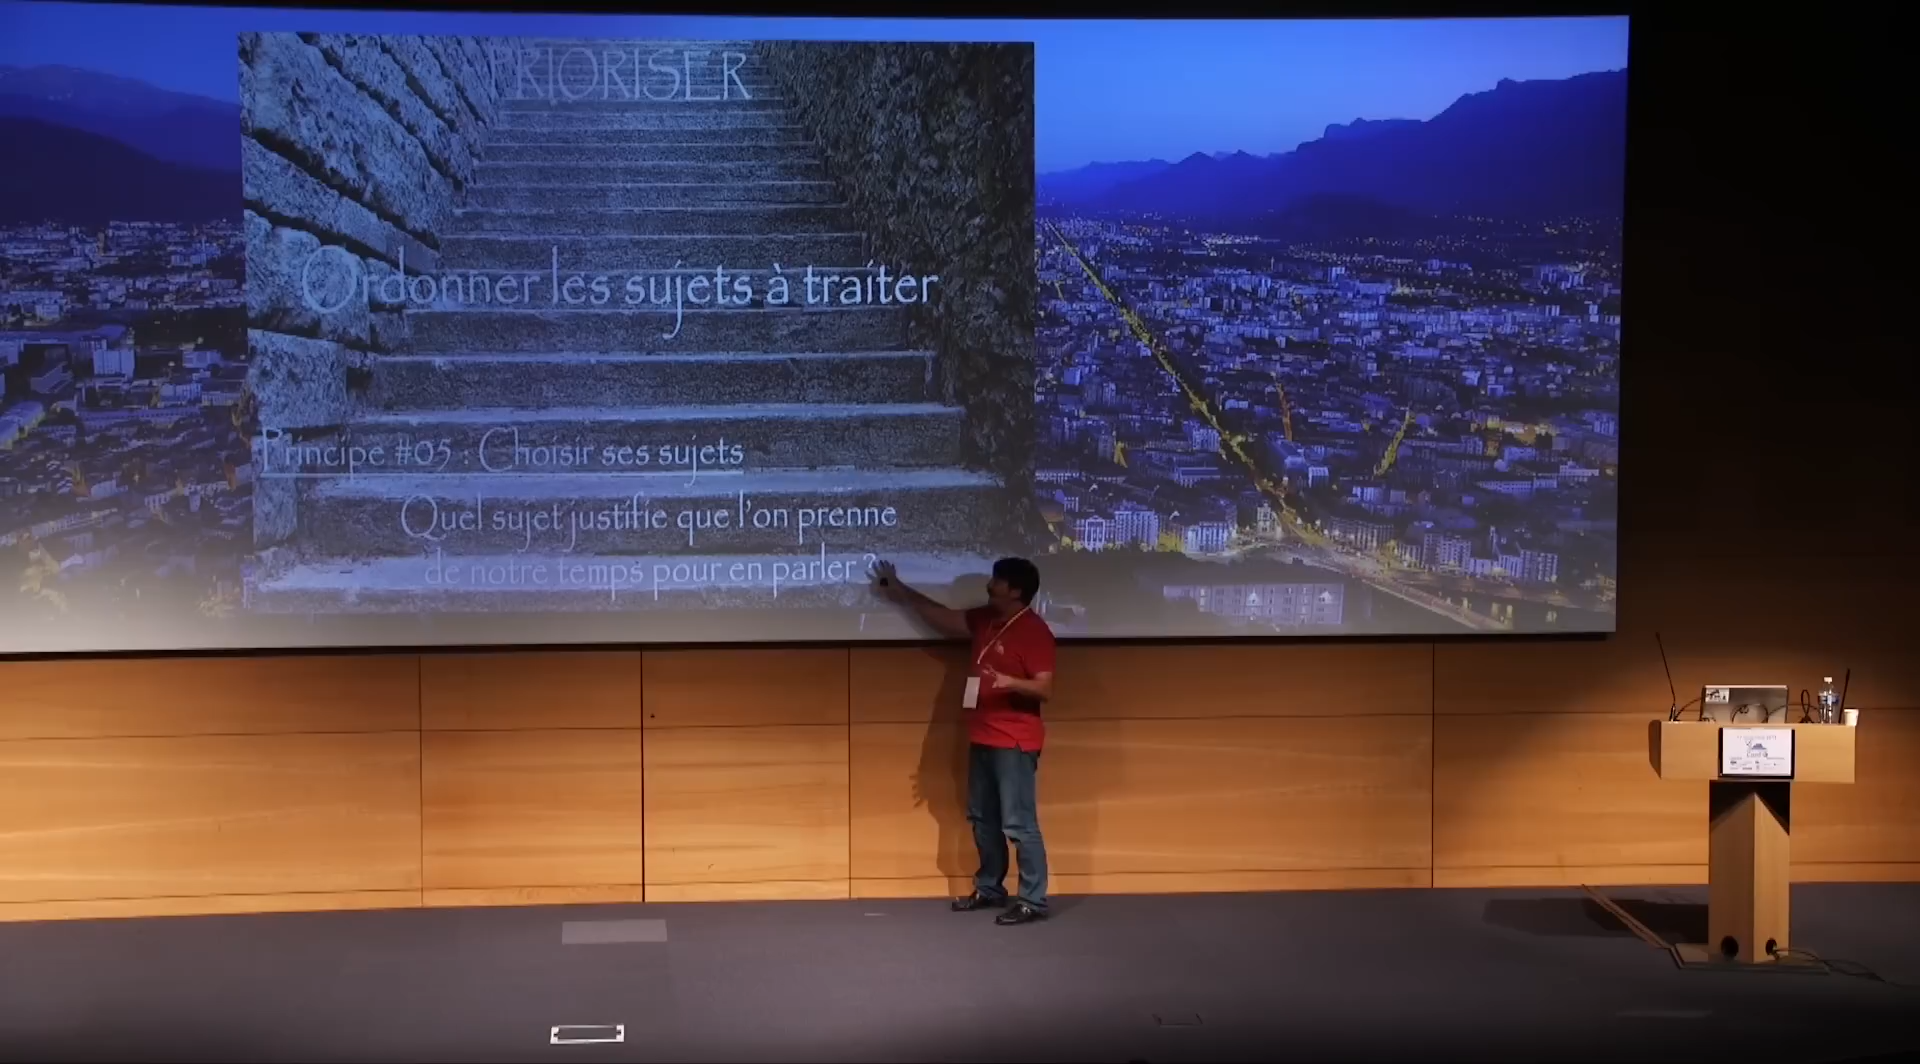 PRIORISER
Ordonner les sujets à traiter
Principe #05 : Choisir ses sujets
Quel sujet justifie que l'on prenne
de notre temps pour en parler ?